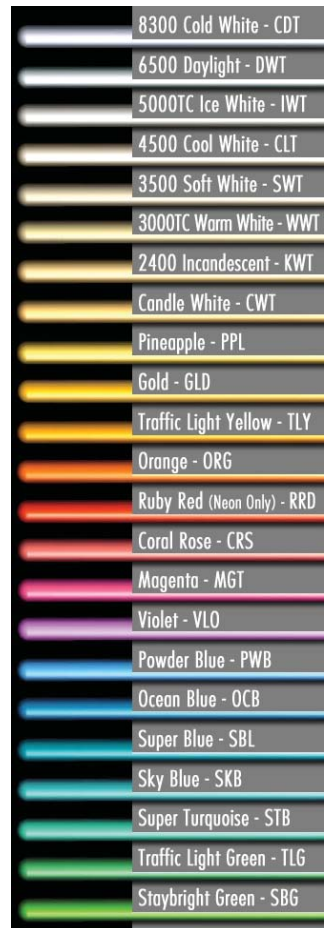 8300 Cold White - CDT
6500 Daylight - DWT
5000TC Ice White - IWT
4500 Cool White - CLT
3500 Soft White - SWT
3000TC Warm White - WWT
2400 Incandescent - KWT
Candle White - CWT
Pineapple - PPL
Gold - GLD
Traffic Light Yellow - TLY
Orange - ORG
Ruby Red (Neon Only) - RRD
Coral Rose - CRS
Magenta - MGT
Violet - VLO
Powder Blue - PWB
Ocean Blue - OCB
Super Blue - SBL
Sky Blue - SKB
Super Turquoise - STB
Traffic Light Green - TLG
Staybright Green - SBG